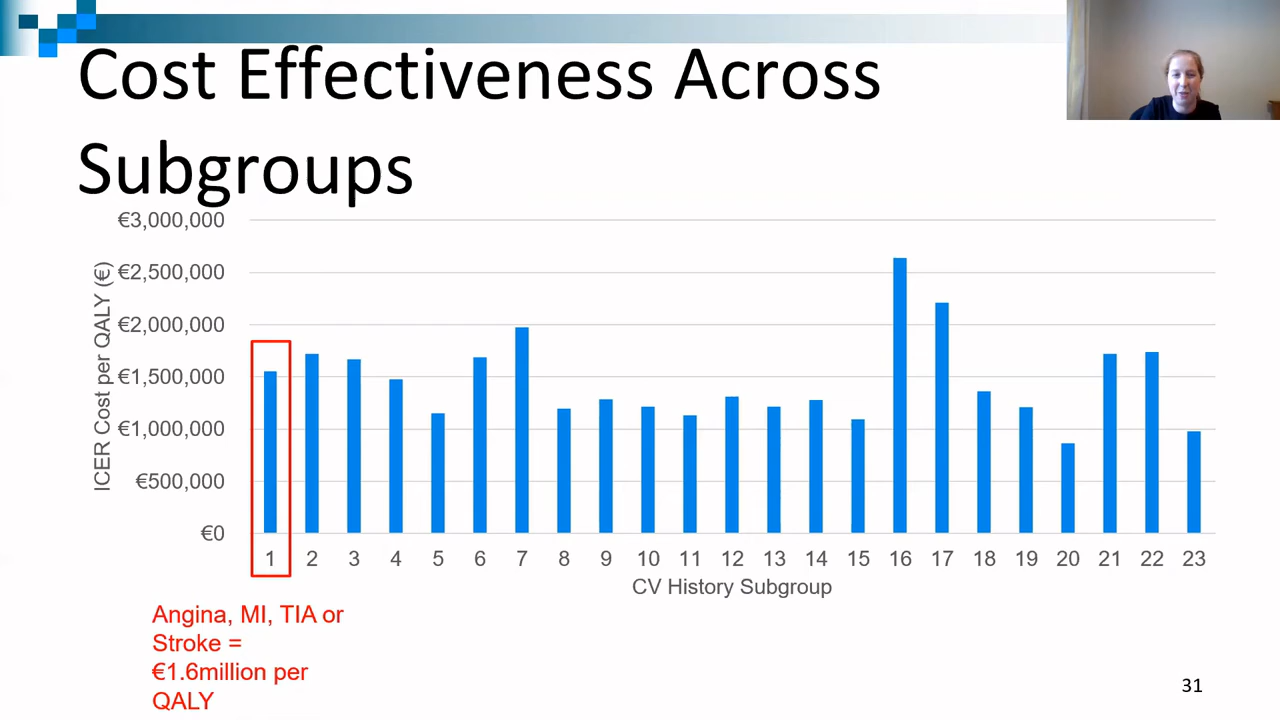 Cost Effectiveness Across
Subgroups
€3,000,000
€2,500,000
€2,000,000
€1,500,000
€1,000,000
€500,000
€0
ICER Cost per QALY (€)
1 2 3 4 5 6 7 8 9 10 11 12 13 14 15 16 17 18 19 20 21 22 23
CV History Subgroup
Angina, MI, TIA or
Stroke =
€1.6million per
QALY
31